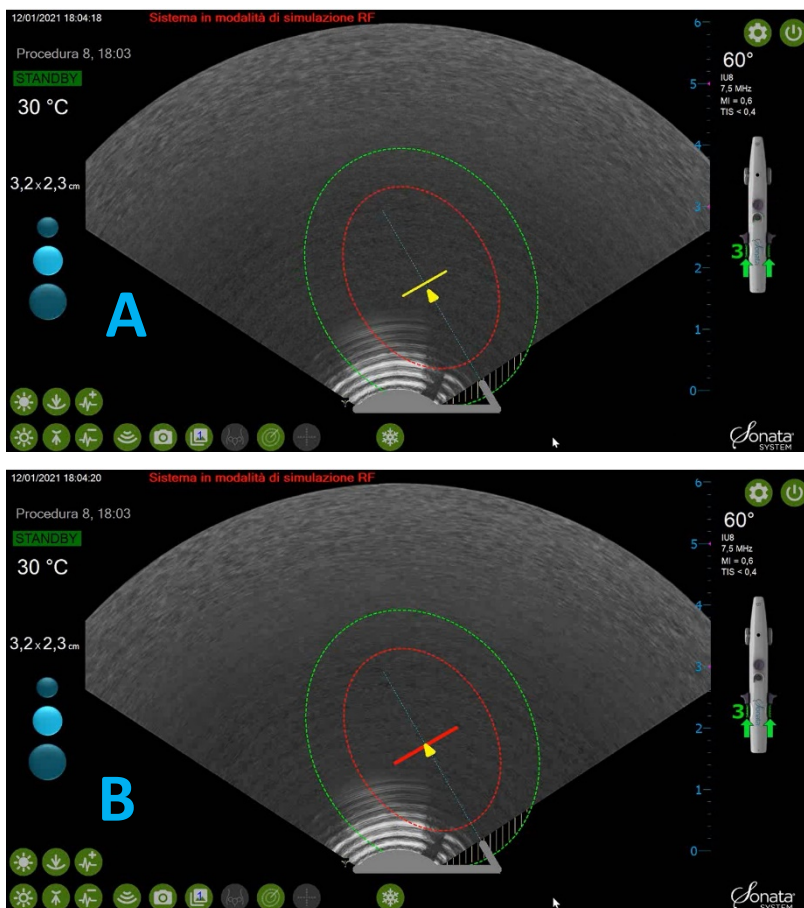 12/01/2021 18:04:18 Sistema in modalità di simulazione RF
Procedura 8, 18:03
STANDBY
30 °C
3,2 x 2,3 cm
A
6
5
4
3
2
1
0
60°
IU8
7,5 MHz
MI = 0,6
TIS < 0,4
3
1
Sonata
SYSTEM
12/01/2021 18:04:20 Sistema in modalità di simulazione RF
Procedura 8, 18:03
STANDBY
30 °C
3,2 x 2,3 cm
B
6
5
4
3
2
1
0
60°
IU8
7,5 MHz
MI = 0,6
TIS < 0,4
3
1
Sonata
SYSTEM